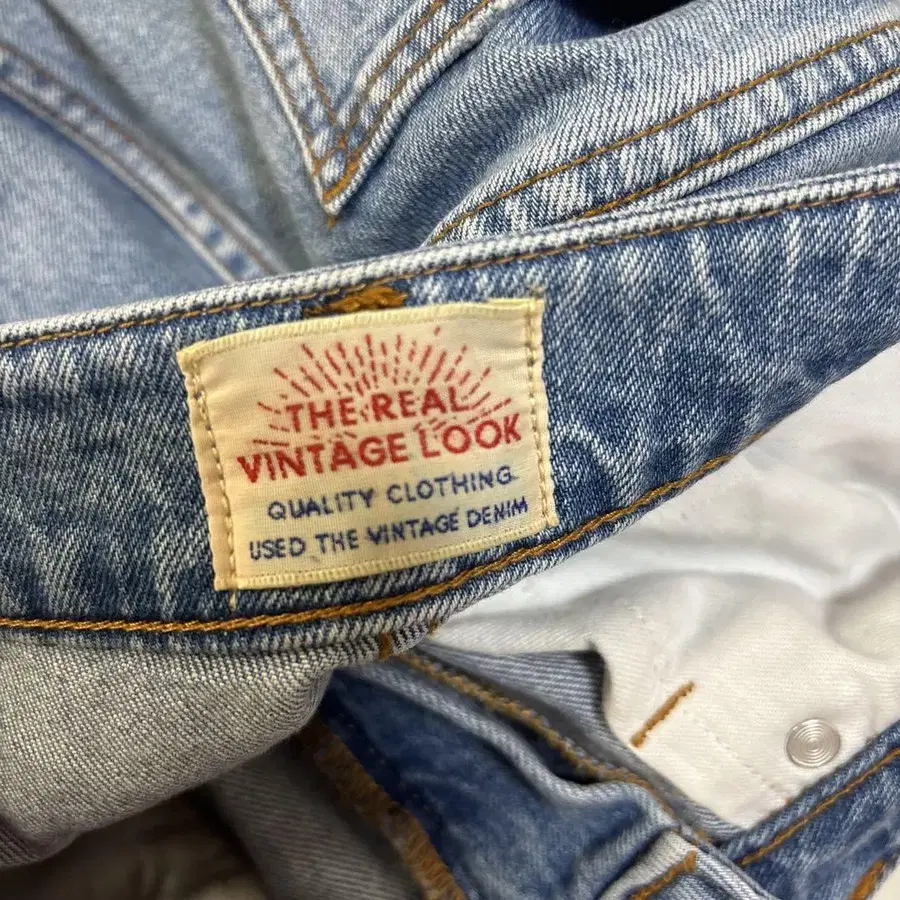 THE REAL
VINTAGE LOOK
QUALITY CLOTHING
USED THE VINTAGE DENIM